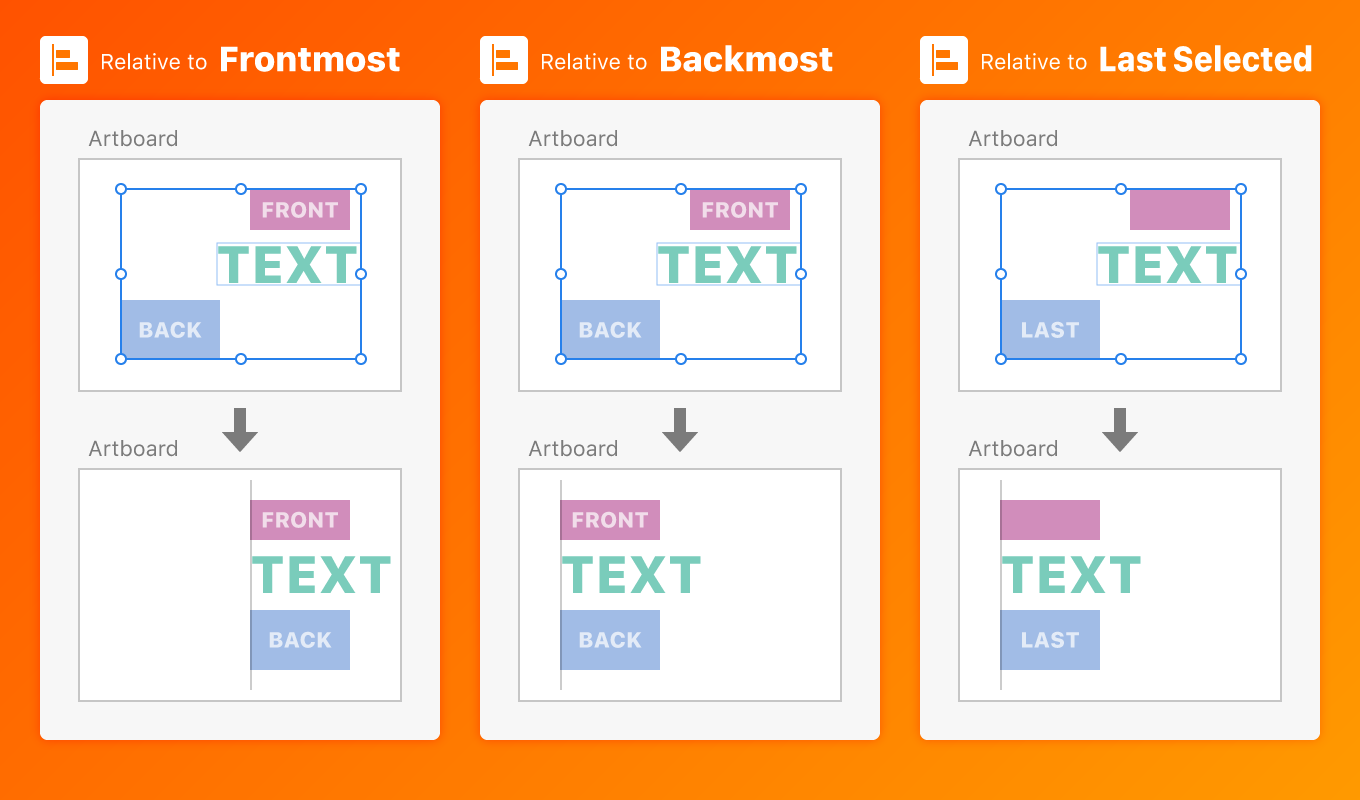 Relative to Frontmost
Artboard
FRONT
TEXT
BACK
Artboard
FRONT
TEXT
BACK
Relative to Backmost
Artboard
FRONT
TEXT
BACK
Artboard
FRONT
TEXT
BACK
Relative to Last Selected
Artboard
TEXT
LAST
Artboard
TEXT
LAST